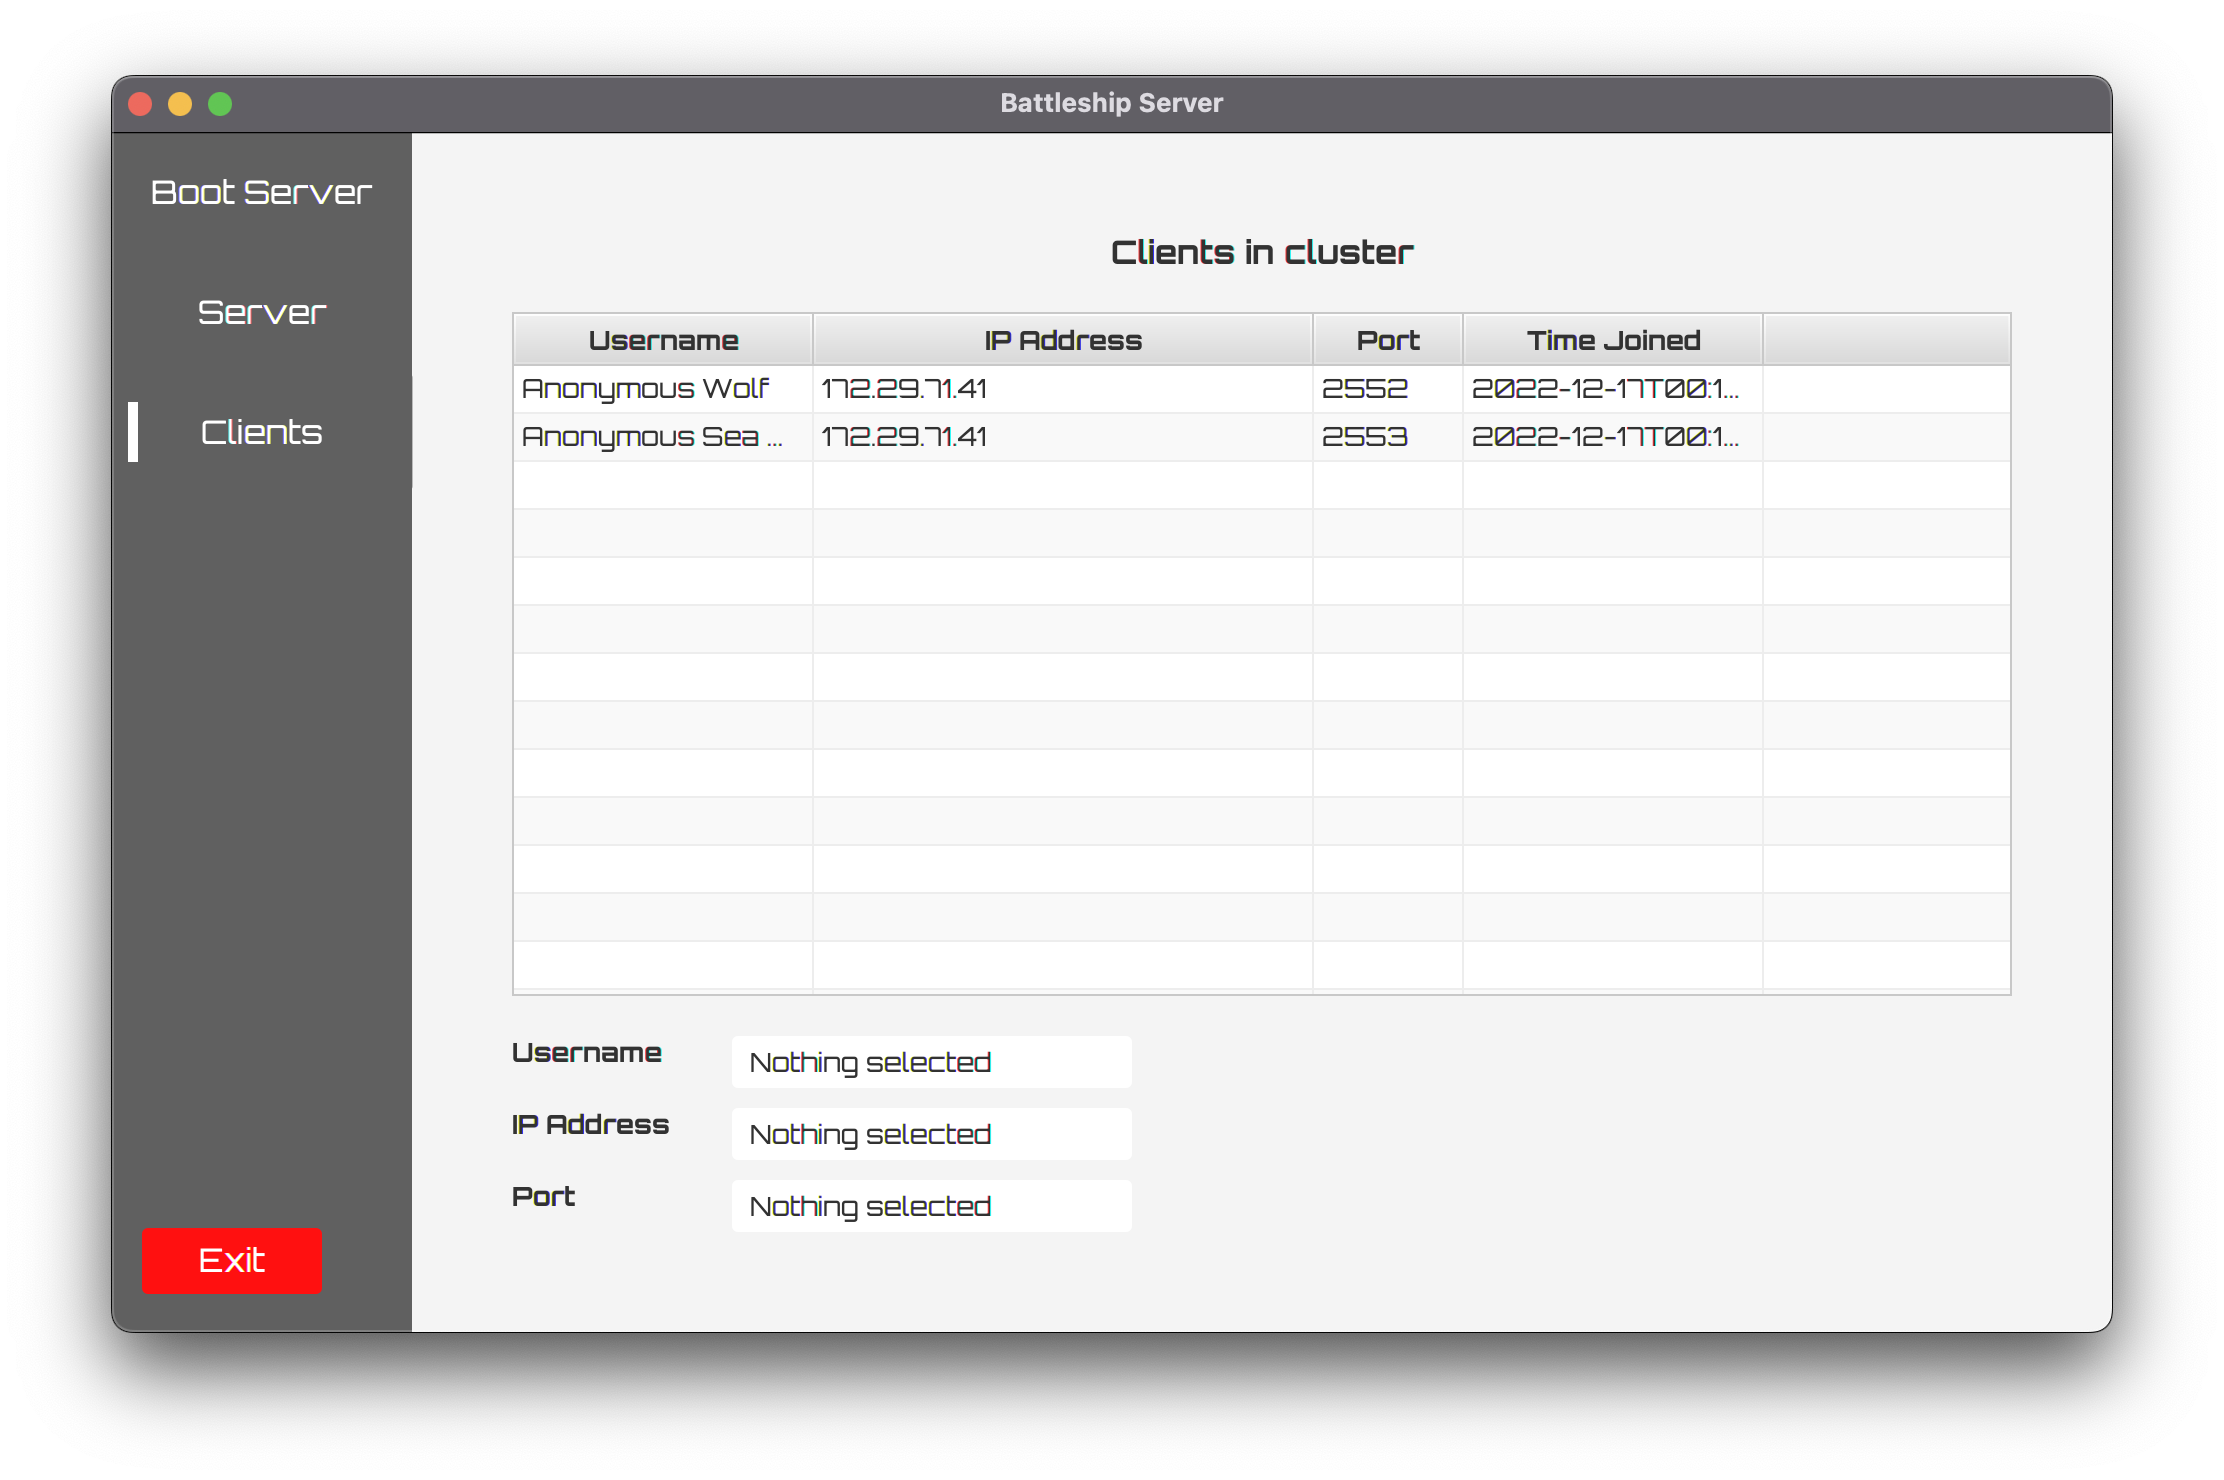 Battleship Server
Boot Server
Server
Clients
Exit
Clients in cluster
Username IP Address Port Time Joined
Anonymous Wolf 172.29.71.41 2552 2022-12-17T00:1...
Anonymous Sea ... 172.29.71.41 2553 2022-12-17T00:1...
Username Nothing selected
IP Address Nothing selected
Port Nothing selected